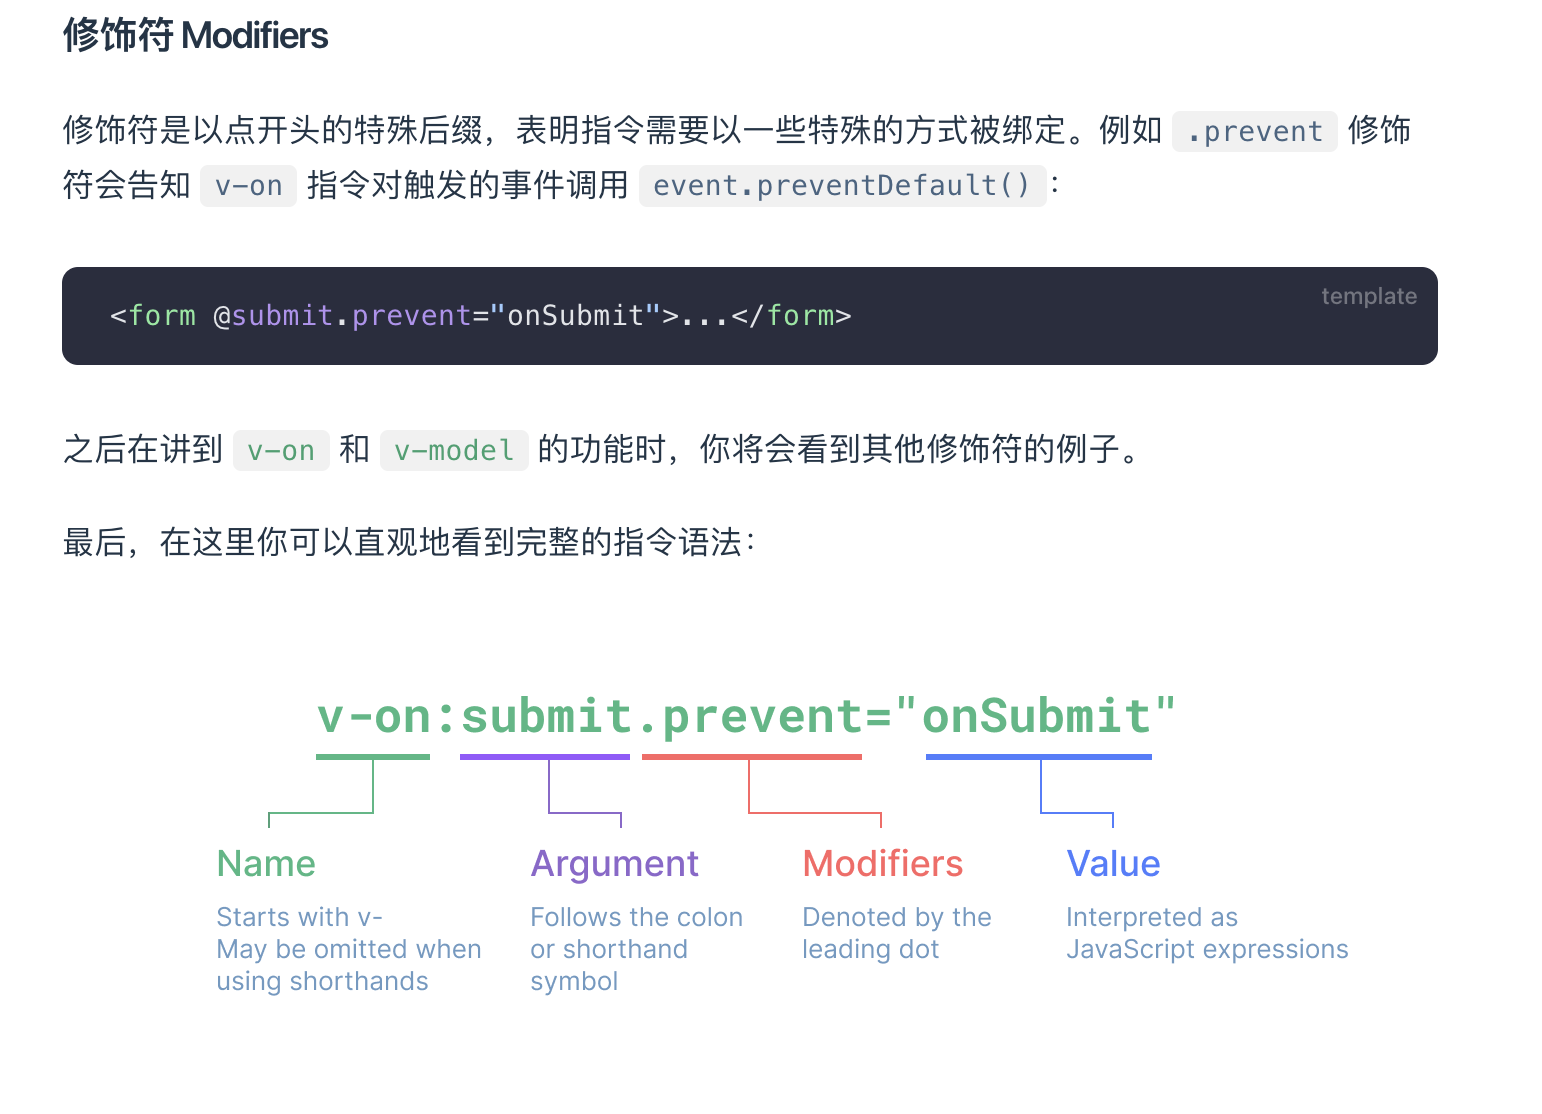 修饰符 Modifiers
修饰符是以点开头的特殊后缀，表明指令需要以一些特殊的方式被绑定。例如 .prevent 修饰
符会告知 v-on 指令对触发的事件调用 event.preventDefault()：
template
<form @submit.prevent="onSubmit">...</form>
之后在讲到 v-on 和 v-model 的功能时，你将会看到其他修饰符的例子。
最后，在这里你可以直观地看到完整的指令语法：
v-on:submit.prevent="onSubmit"
Name
Starts with v-
May be omitted when
using shorthands
Argument
Follows the colon
or shorthand
symbol
Modifiers
Denoted by the
leading dot
Value
Interpreted as
JavaScript expressions